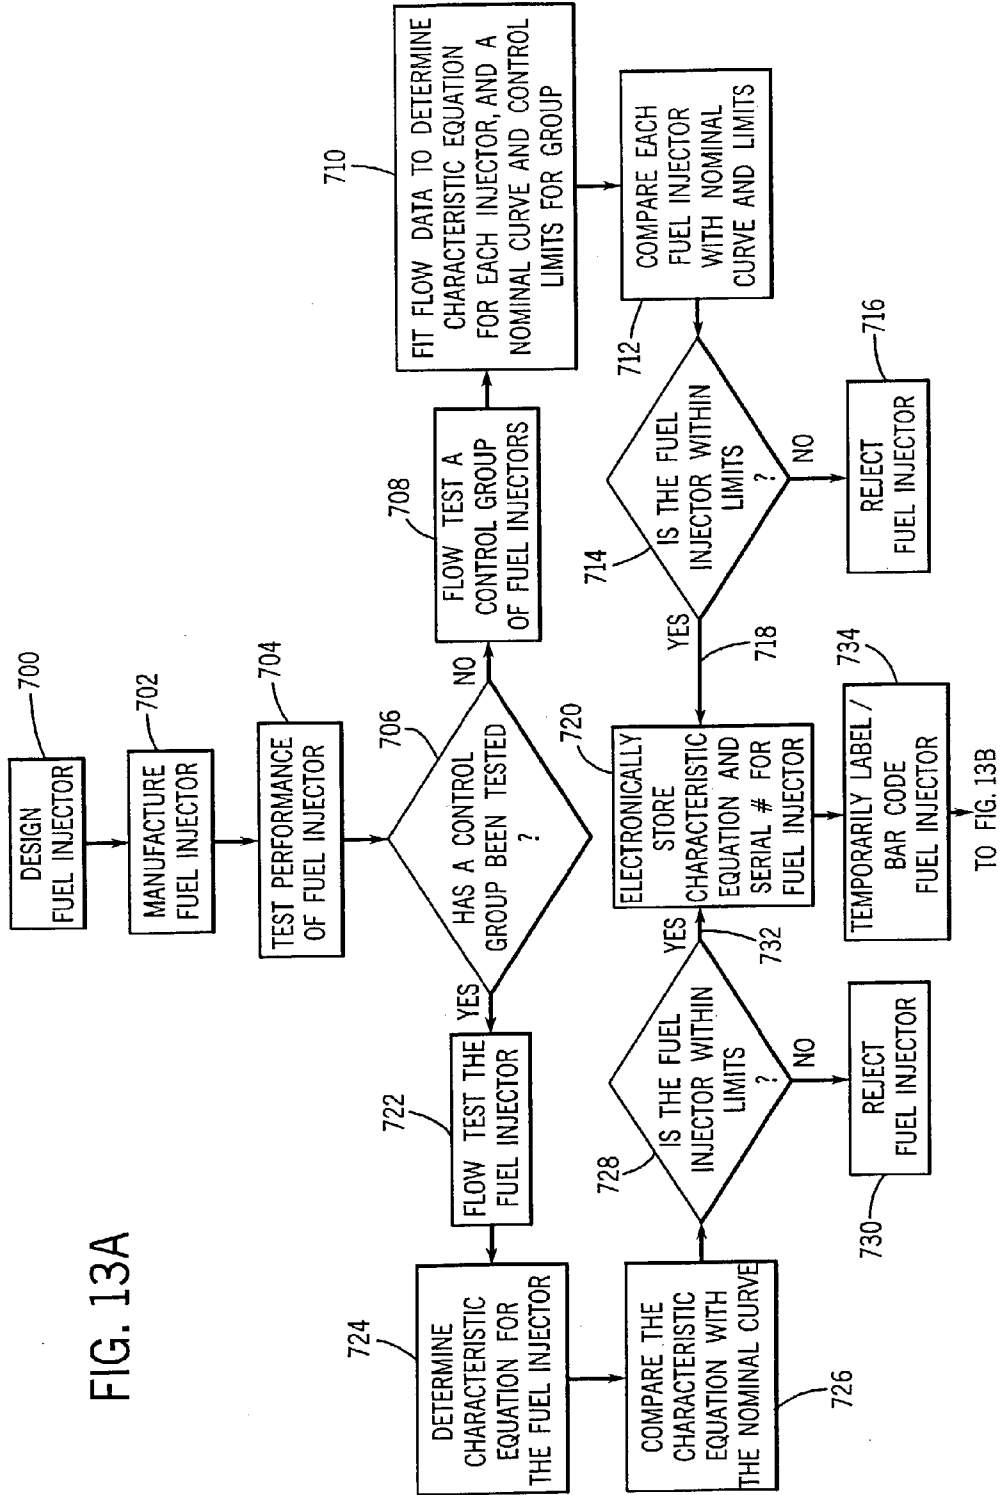 FIG. 13A
700
DESIGN
FUEL INJECTOR
702
MANUFACTURE
FUEL INJECTOR
704
TEST PERFORMANCE
OF FUEL INJECTOR
706
HAS A CONTROL
GROUP BEEN TESTED
?
YES
NO
708
FLOW TEST A
CONTROL GROUP
OF FUEL INJECTORS
710
FIT FLOW DATA TO DETERMINE
CHARACTERISTIC EQUATION
FOR EACH INJECTOR, AND A
NOMINAL CURVE AND CONTROL
LIMITS FOR GROUP
712
COMPARE EACH
FUEL INJECTOR
WITH NOMINAL
CURVE AND LIMITS
714
IS THE FUEL
INJECTOR WITHIN
LIMITS
?
NO
716
REJECT
FUEL INJECTOR
YES
718
720
ELECTRONICALLY
STORE
CHARACTERISTIC
EQUATION AND
SERIAL # FOR
FUEL INJECTOR
722
FLOW TEST THE
FUEL INJECTOR
724
DETERMINE
CHARACTERISTIC
EQUATION FOR
THE FUEL INJECTOR
726
COMPARE THE
CHARACTERISTIC
EQUATION WITH
THE NOMINAL CURVE
728
IS THE FUEL
INJECTOR WITHIN
LIMITS
?
NO
730
REJECT
FUEL INJECTOR
YES
732
734
TEMPORARILY LABEL /
BAR CODE
FUEL INJECTOR
TO FIG. 13B